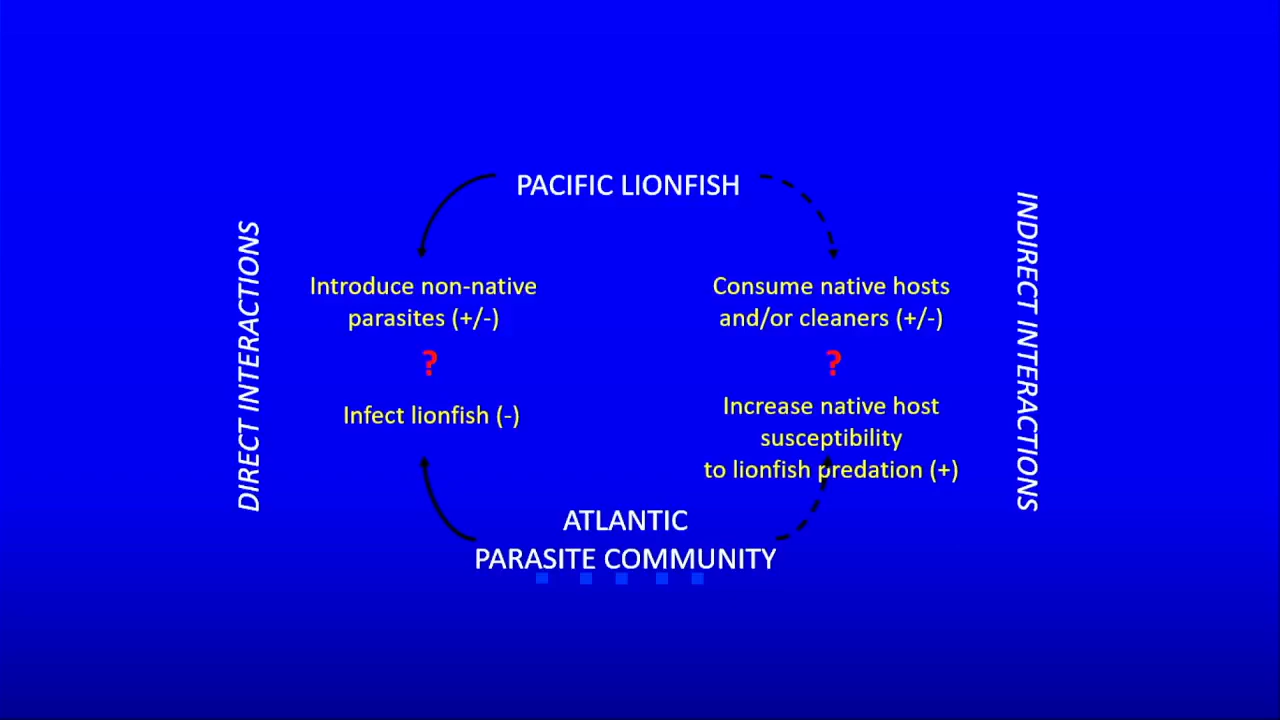 PACIFIC LIONFISH
DIRECT INTERACTIONS
Introduce non-native
parasites (+/-)
?
Infect lionfish (-)
Consume native hosts
and/or cleaners (+/-)
?
Increase native host
susceptibility
to lionfish predation (+)
INDIRECT INTERACTIONS
ATLANTIC
PARASITE COMMUNITY